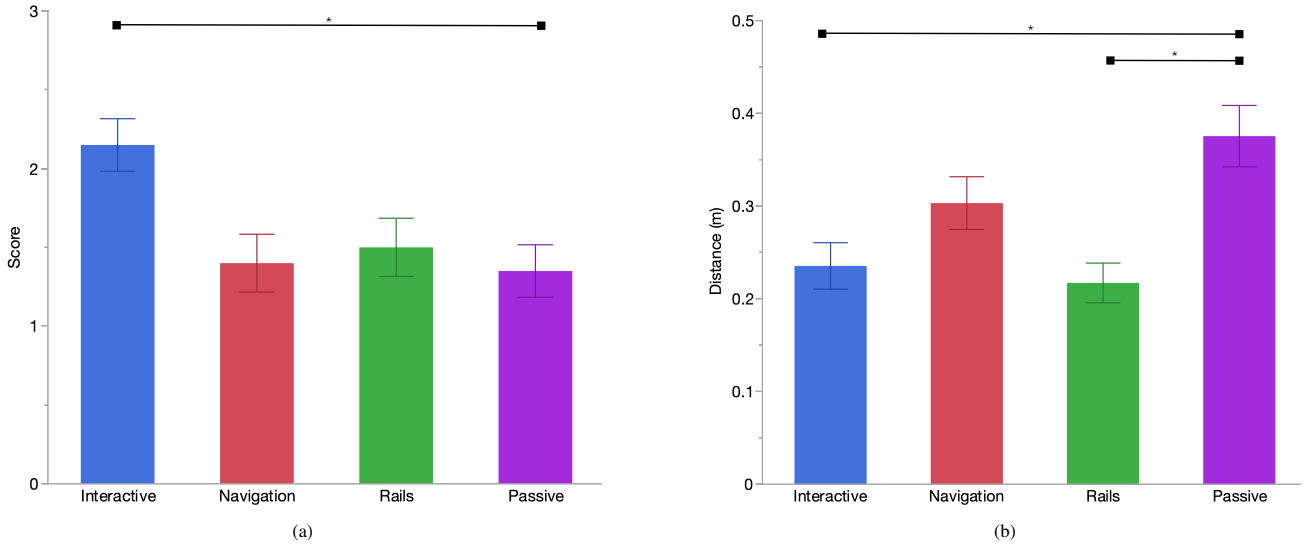 3
2
1
0
Score
*
Interactive Navigation Rails Passive
(a)
0.5
0.4
0.3
0.2
0.1
0
Distance (m)
*
*
Interactive Navigation Rails Passive
(b)